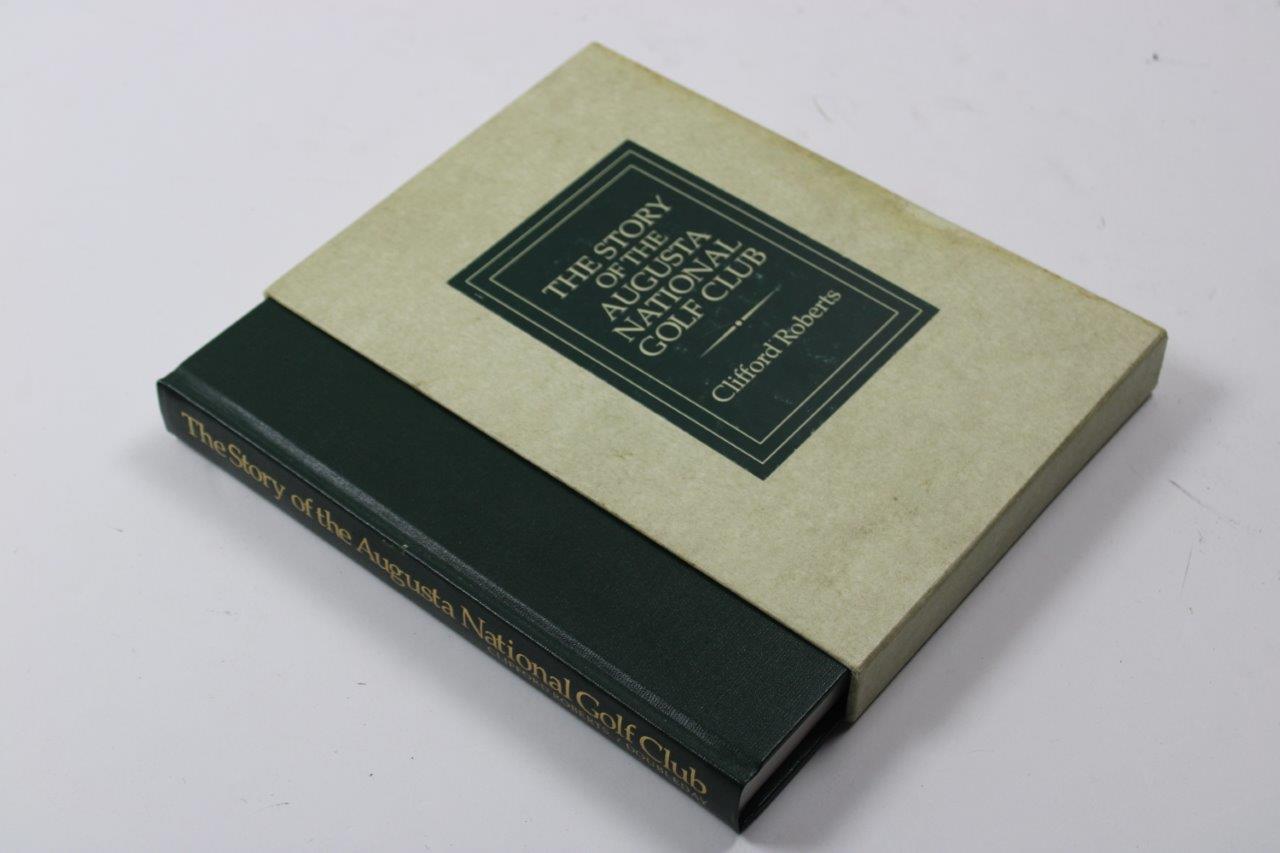 THE STORY
OF THE
AUGUSTA
NATIONAL
GOLF CLUB
Clifford Roberts
The Story of the Augusta National Golf Club
CLIFFORD ROBERTS / DOUBLEDAY